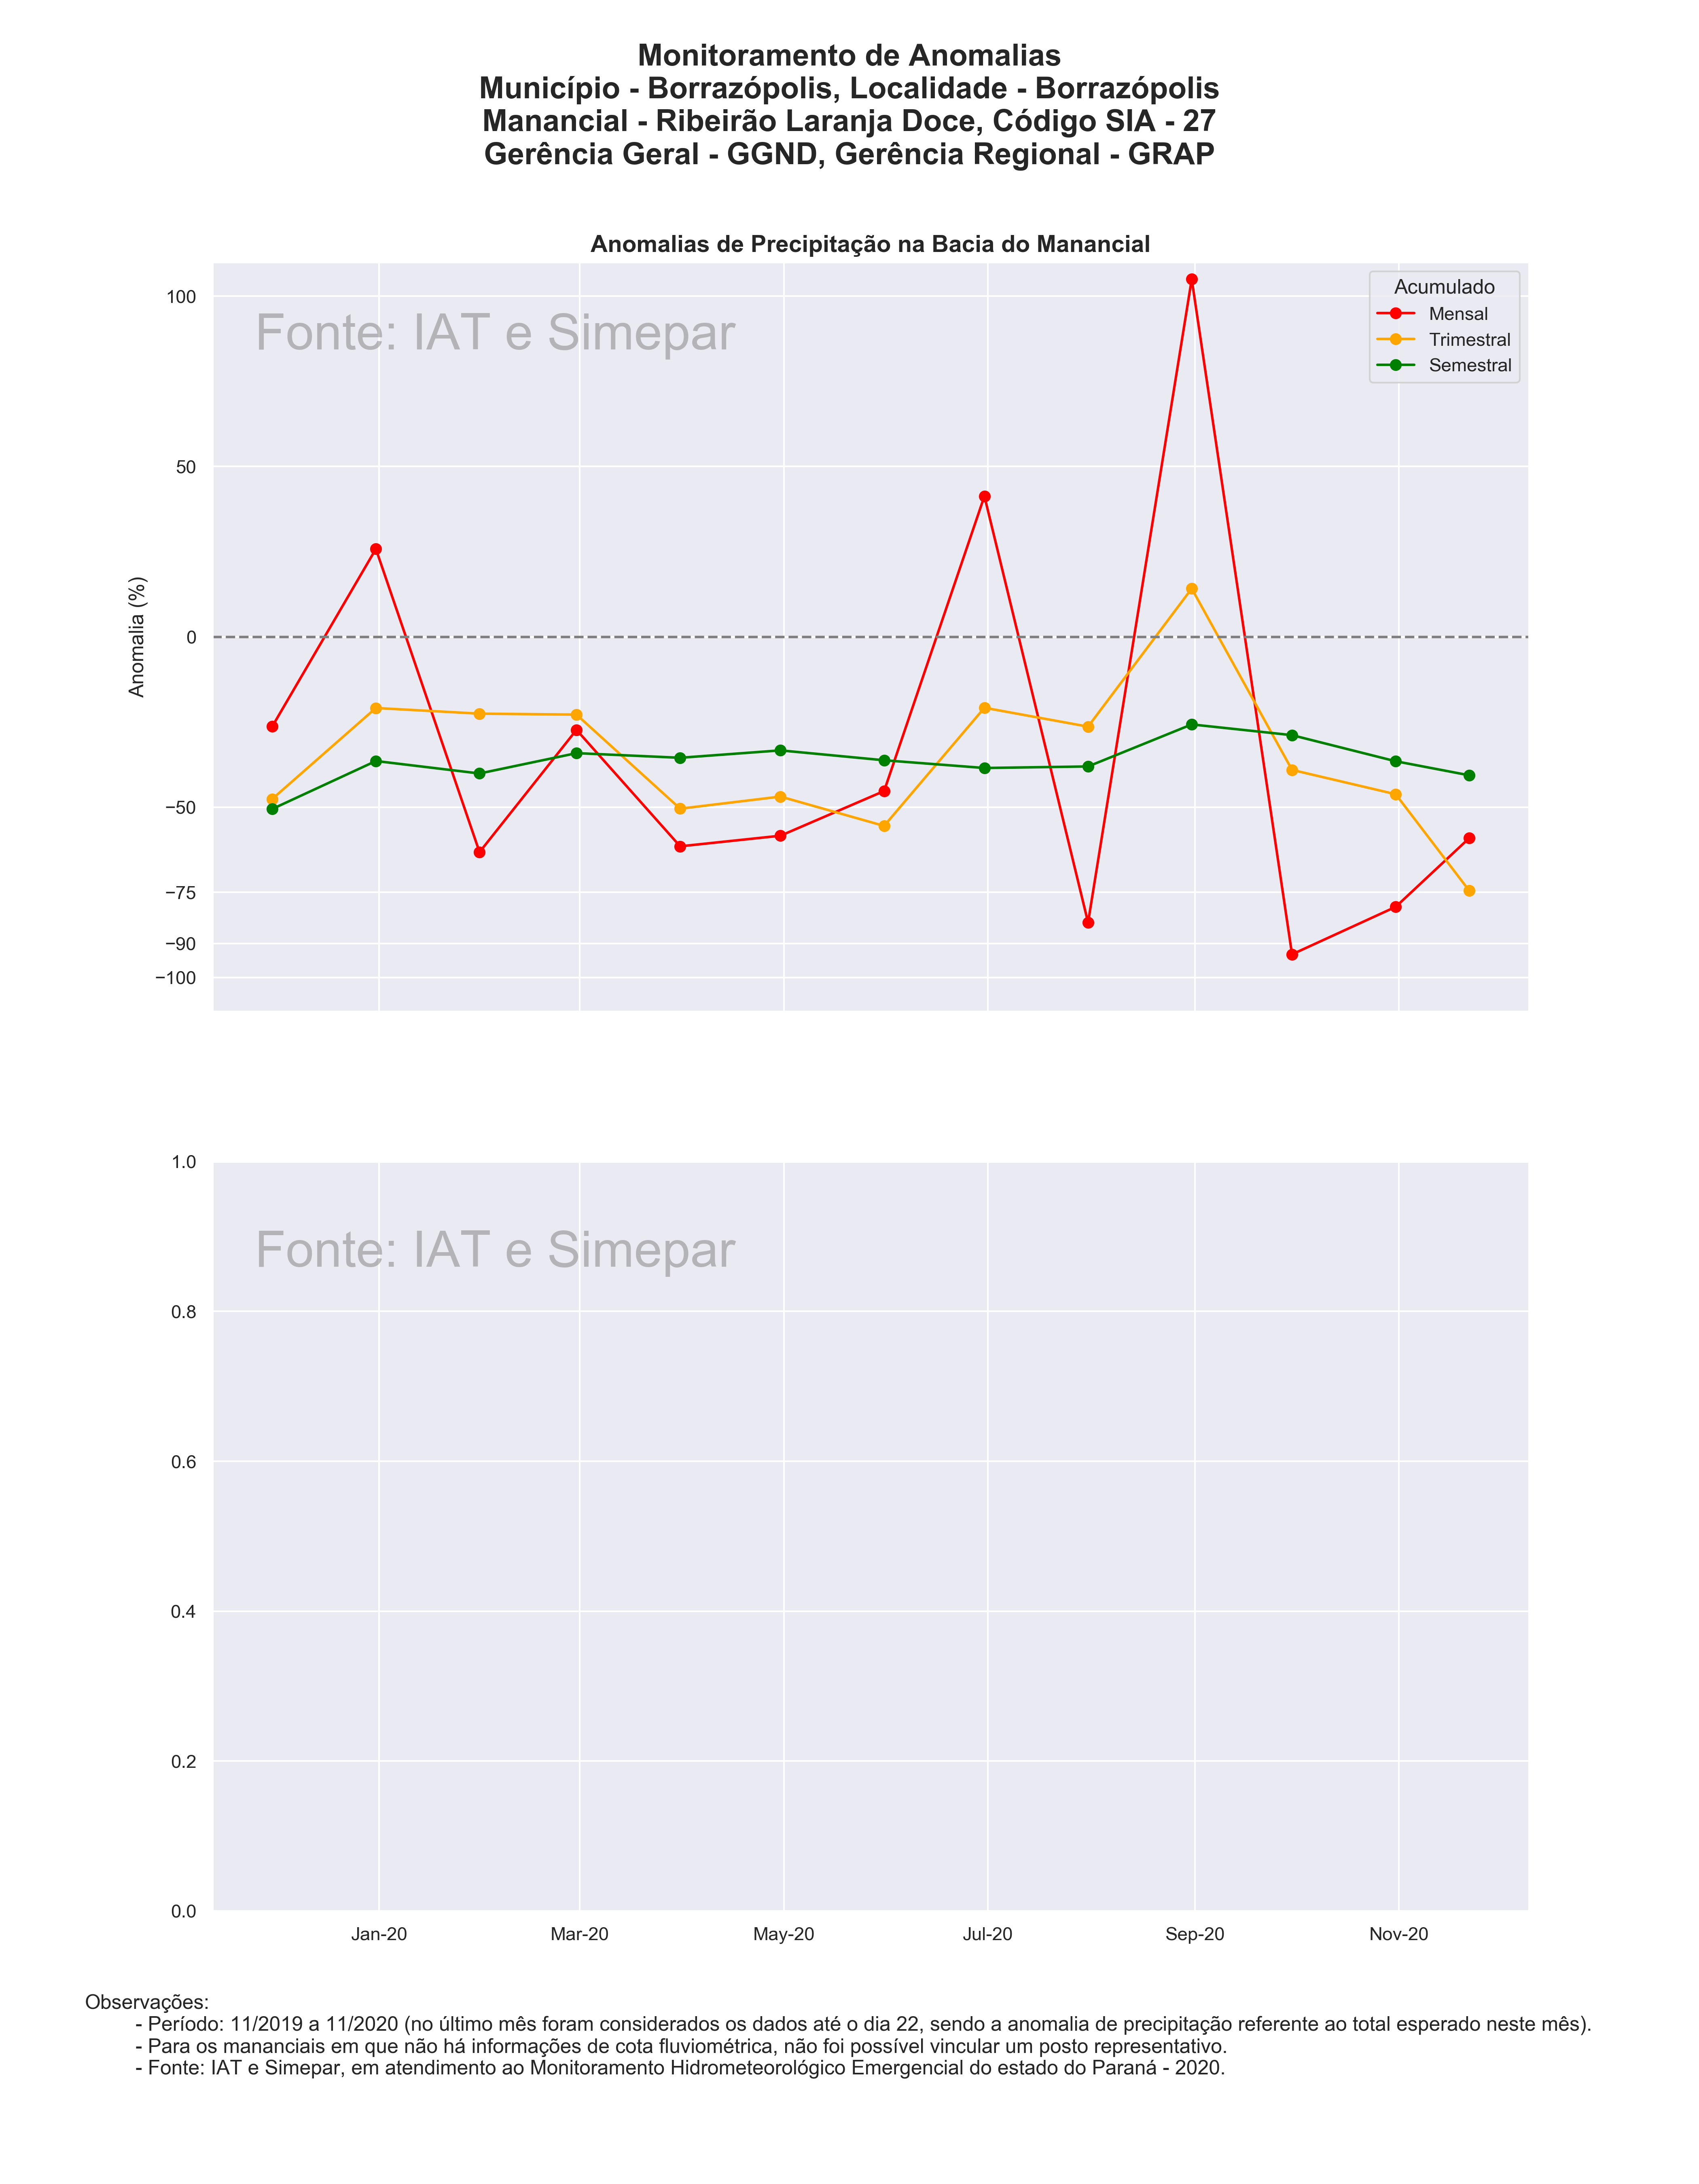 Monitoramento de Anomalias
Município - Borrazópolis, Localidade - Borrazópolis
Manancial - Ribeirão Laranja Doce, Código SIA - 27
Gerência Geral - GGND, Gerência Regional - GRAP
Anomalias de Precipitação na Bacia do Manancial
Fonte: IAT e Simepar
Acumulado
Mensal
Trimestral
Semestral
Anomalia (%)
100
50
0
−50
−75
−90
−100
Fonte: IAT e Simepar
1.0
0.8
0.6
0.4
0.2
0.0
Jan-20 Mar-20 May-20 Jul-20 Sep-20 Nov-20
Observações:
- Período: 11/2019 a 11/2020 (no último mês foram considerados os dados até o dia 22, sendo a anomalia de precipitação referente ao total esperado neste mês).
- Para os mananciais em que não há informações de cota fluviométrica, não foi possível vincular um posto representativo.
- Fonte: IAT e Simepar, em atendimento ao Monitoramento Hidrometeorológico Emergencial do estado do Paraná - 2020.